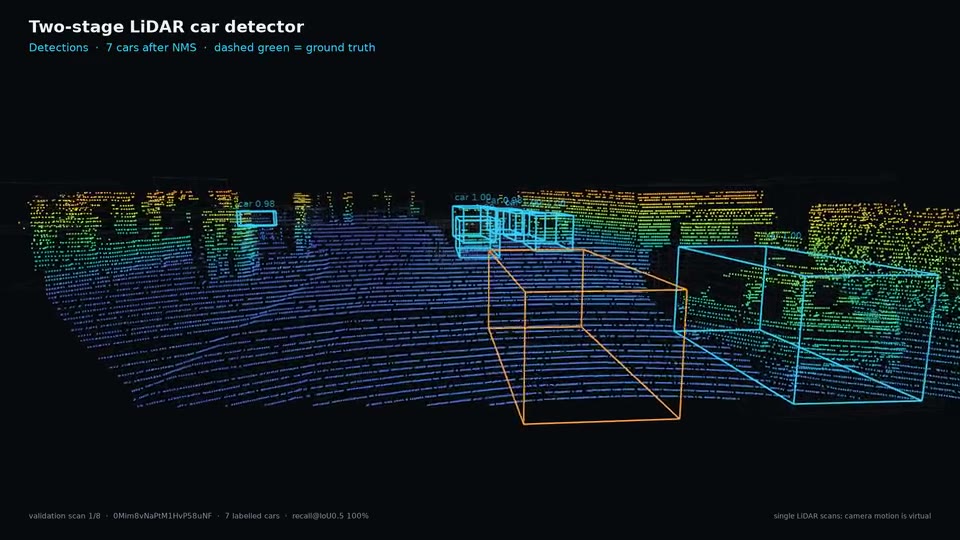 Two-stage LiDAR car detector
Detections · 7 cars after NMS · dashed green = ground truth
car 0.98
car 1.00
validation scan 1/8 · 0Mim8vNaPtM1HvP58uNF · 7 labelled cars · recall@IoU0.5 100%
single LiDAR scans; camera motion is virtual